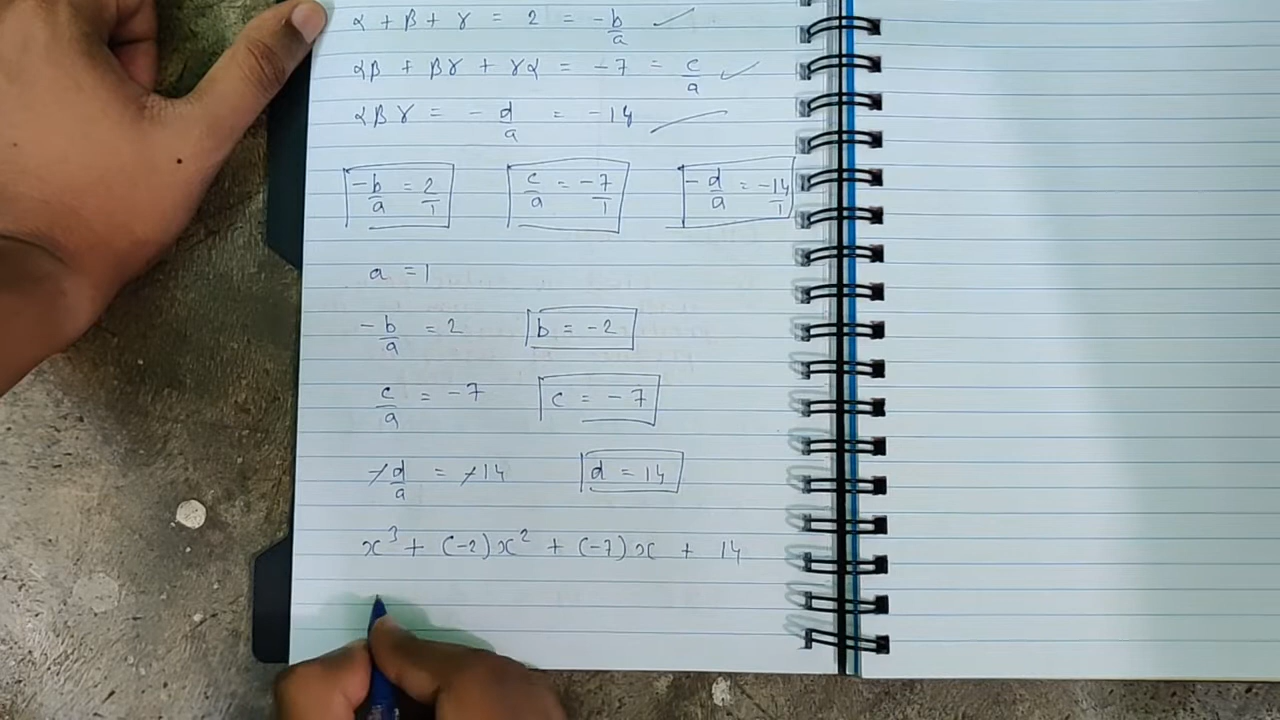 α + β + γ = 2 = -b/a ✓
αβ + βγ + γα = -7 = c/a ✓
αβγ = -d/a = -14
-b/a = 2/1 c/a = -7/1 -d/a = -14/1
a = 1
-b/a = 2 b = -2
c/a = -7 c = -7
-d/a = -14 d = 14
x³ + (-2)x² + (-7)x + 14